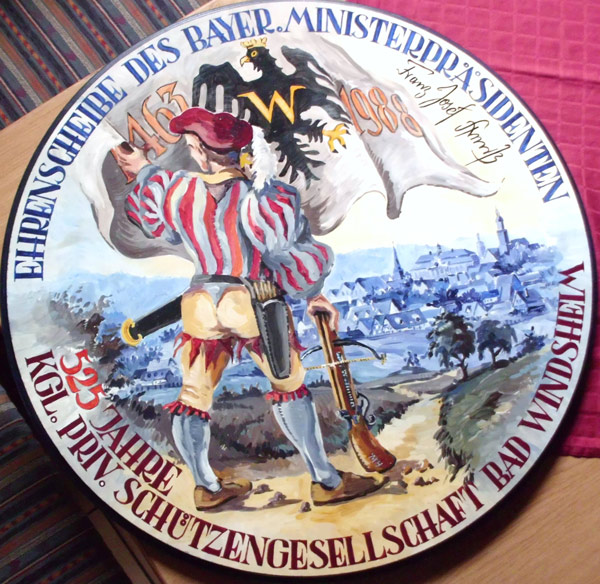 EHRENSCHEIBE DES BAYER. MINISTERPRÄSIDENTEN
W
1463 1988
Franz Josef Strauß
525 JAHRE
KGL. PRIV. SCHÜTZENGESELLSCHAFT BAD WINDSHEIM